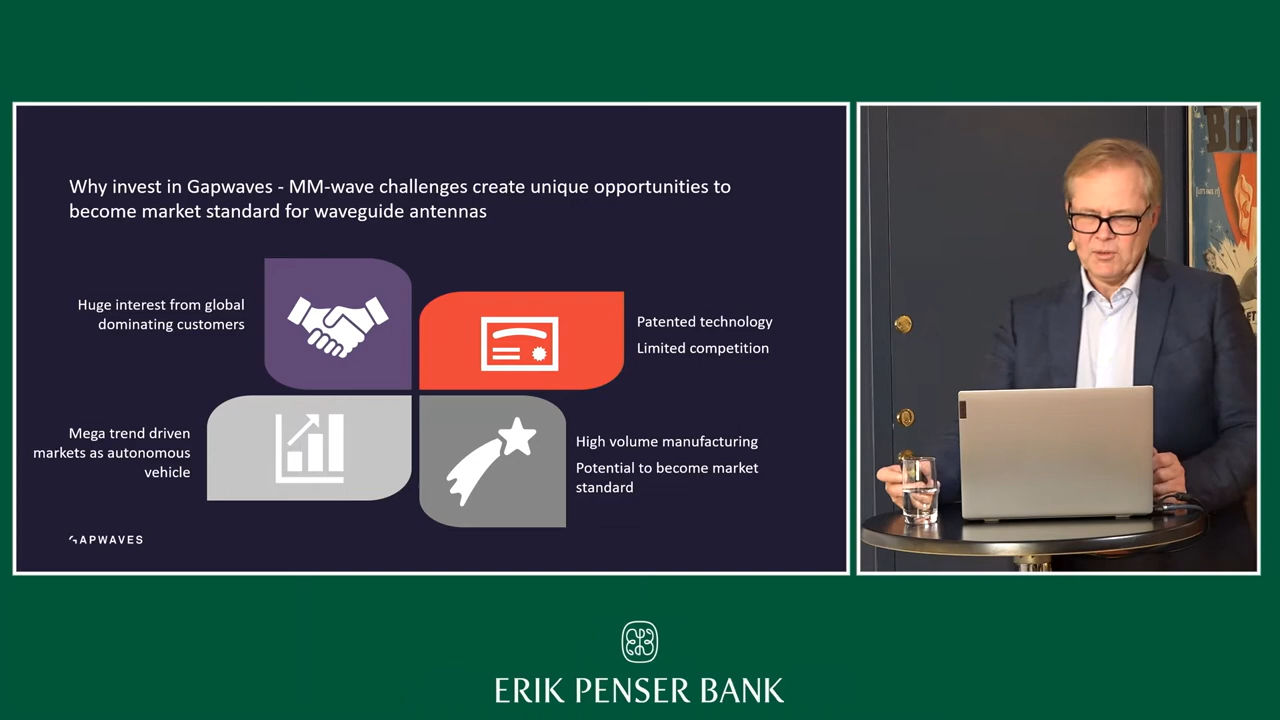 Why invest in Gapwaves - MM-wave challenges create unique opportunities to
become market standard for waveguide antennas
Huge interest from global
dominating customers
Patented technology
Limited competition
Mega trend driven
markets as autonomous
vehicle
High volume manufacturing
Potential to become market
standard
GAPWAVES
ERIK PENSER BANK